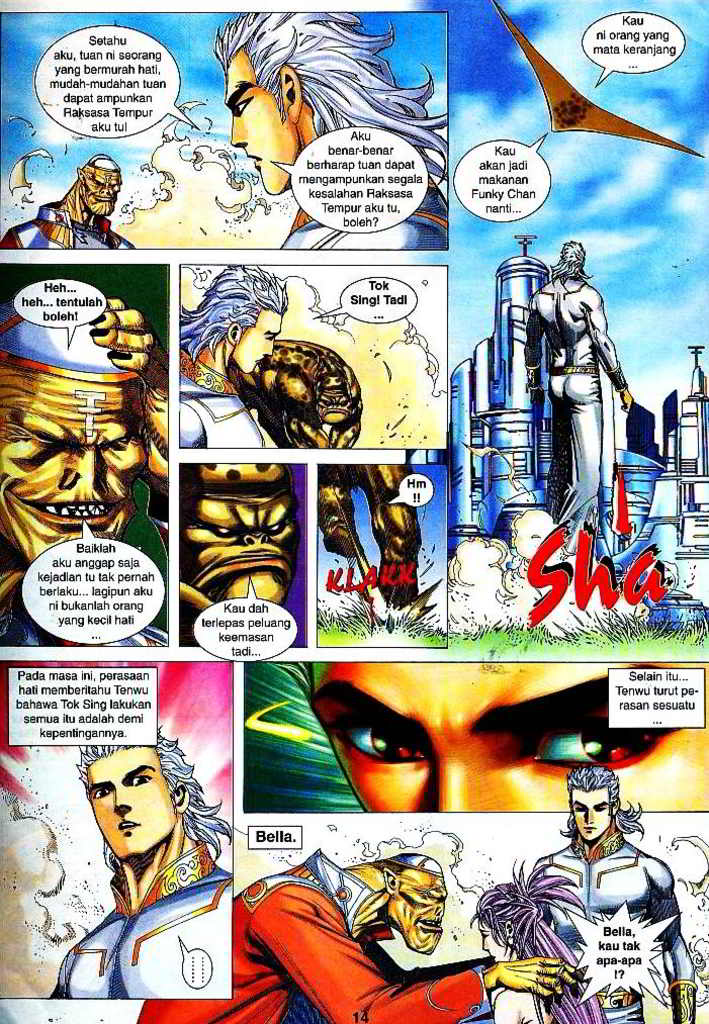 Setahu
aku, tuan ni seorang
yang bermurah hati,
mudah-mudahan tuan
dapat ampunkan
Raksasa Tempur
aku tu!
Aku
benar-benar
berharap tuan dapat
mengampunkan segala
kesalahan Raksasa
Tempur aku tu,
boleh?
Kau
ni orang yang
mata keranjang
...
Kau
akan jadi
makanan
Funky Chan
nanti...
Heh...
heh... tentulah
boleh!
Baiklah
aku anggap saja
kejadian tu tak pernah
berlaku... lagipun aku
ni bukanlah orang
yang kecil hati
...
Tok
Sing! Tadi
...
Kau dah
terlepas peluang
keemasan
tadi...
Hm
!!
KLAKK
Sha
Pada masa ini, perasaan
hati memberitahu Tenwu
bahawa Tok Sing lakukan
semua itu adalah demi
kepentingannya.
......
Selain itu...
Tenwu turut pe-
rasan sesuatu
...
Bella.
Bella,
kau tak
apa-apa
!?
14